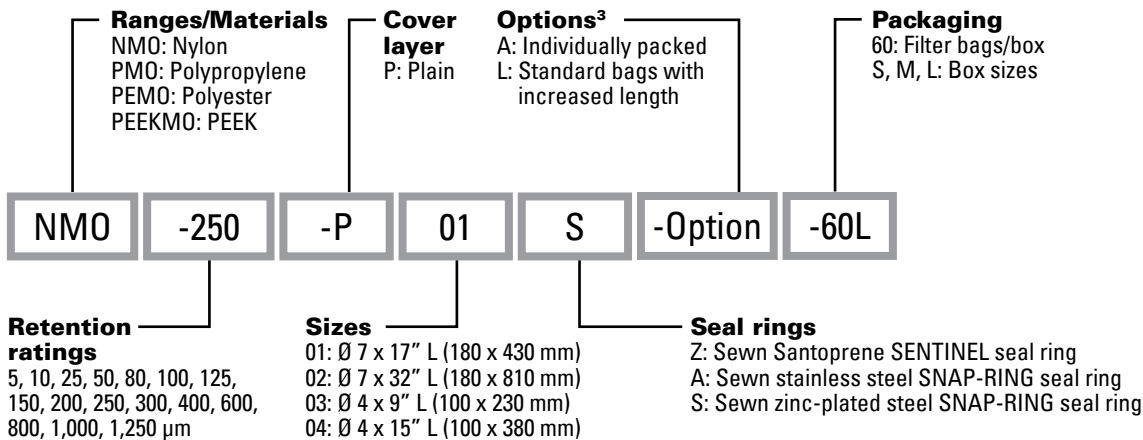 Ranges/Materials
NMO: Nylon
PMO: Polypropylene
PEMO: Polyester
PEEKMO: PEEK
Cover
layer
P: Plain
Options³
A: Individually packed
L: Standard bags with
increased length
Packaging
60: Filter bags/box
S, M, L: Box sizes
NMO -250 -P 01 S -Option -60L
Retention
ratings
5, 10, 25, 50, 80, 100, 125,
150, 200, 250, 300, 400, 600,
800, 1,000, 1,250 µm
Sizes
01: Ø 7 x 17” L (180 x 430 mm)
02: Ø 7 x 32” L (180 x 810 mm)
03: Ø 4 x 9” L (100 x 230 mm)
04: Ø 4 x 15” L (100 x 380 mm)
Seal rings
Z: Sewn Santoprene SENTINEL seal ring
A: Sewn stainless steel SNAP-RING seal ring
S: Sewn zinc-plated steel SNAP-RING seal ring